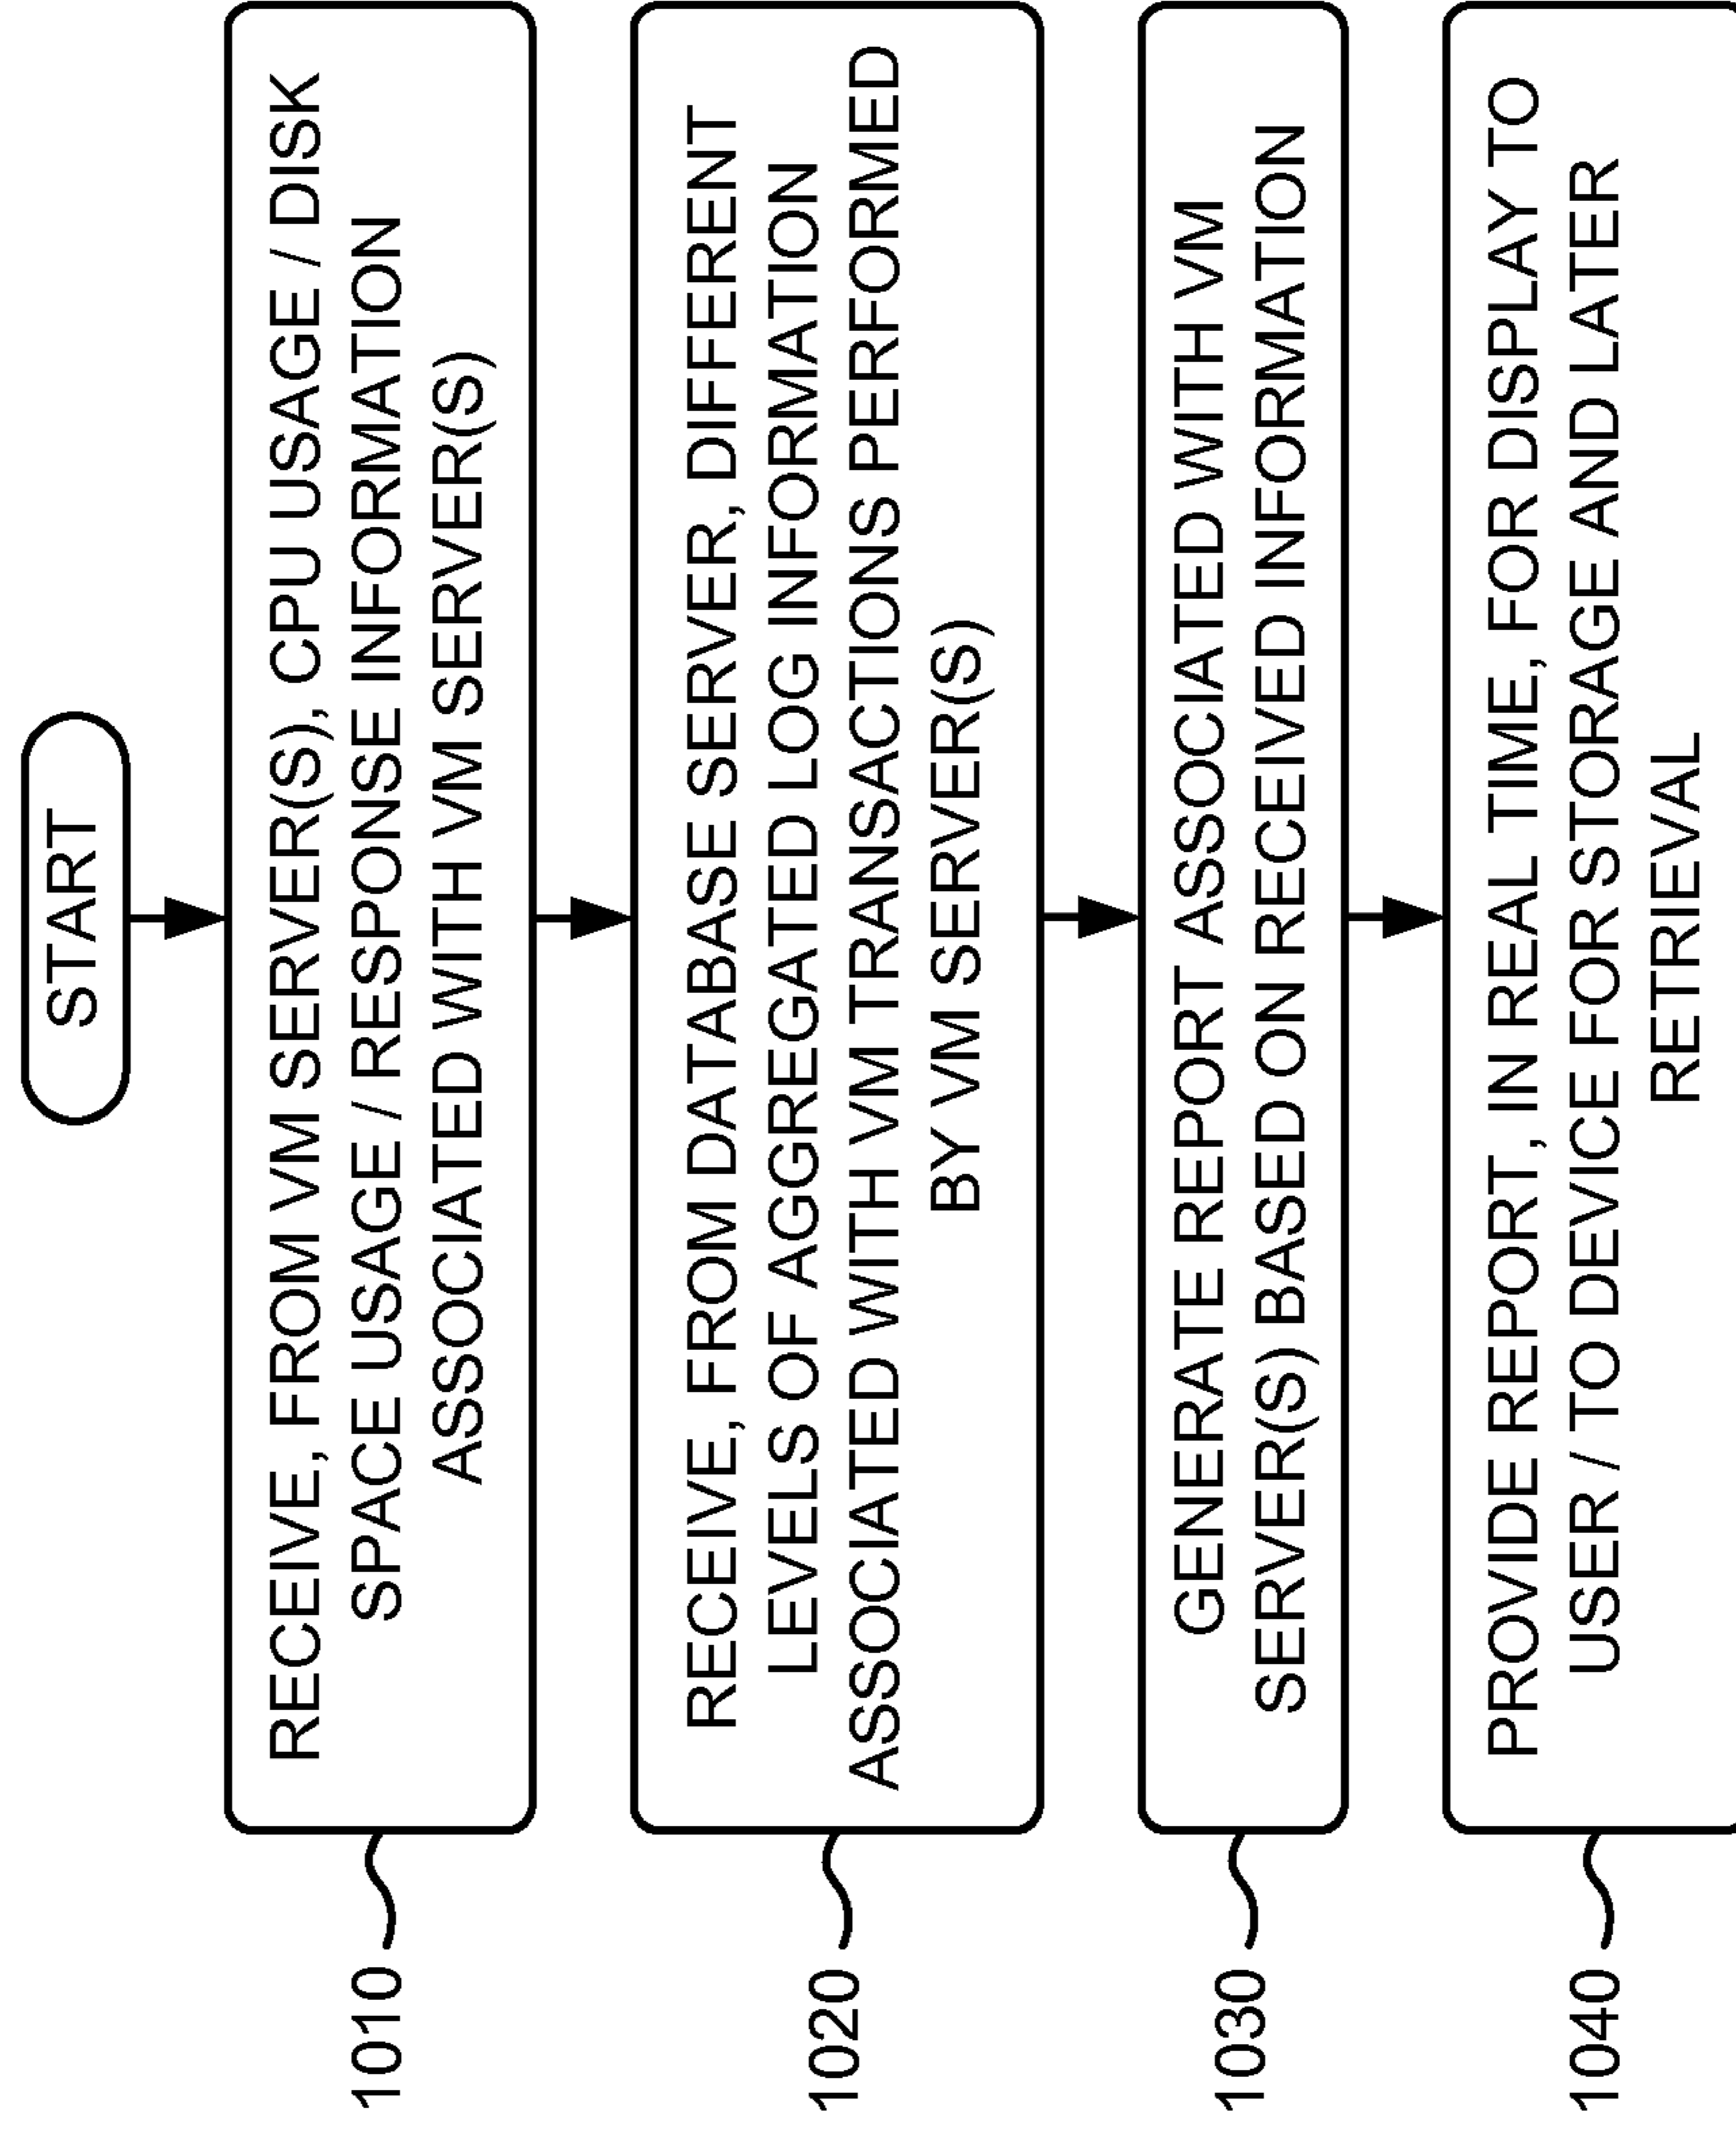 START
1010
RECEIVE, FROM VM SERVER(S), CPU USAGE / DISK
SPACE USAGE / RESPONSE INFORMATION
ASSOCIATED WITH VM SERVER(S)
1020
RECEIVE, FROM DATABASE SERVER, DIFFERENT
LEVELS OF AGGREGATED LOG INFORMATION
ASSOCIATED WITH VM TRANSACTIONS PERFORMED
BY VM SERVER(S)
1030
GENERATE REPORT ASSOCIATED WITH VM
SERVER(S) BASED ON RECEIVED INFORMATION
1040
PROVIDE REPORT, IN REAL TIME, FOR DISPLAY TO
USER / TO DEVICE FOR STORAGE AND LATER
RETRIEVAL